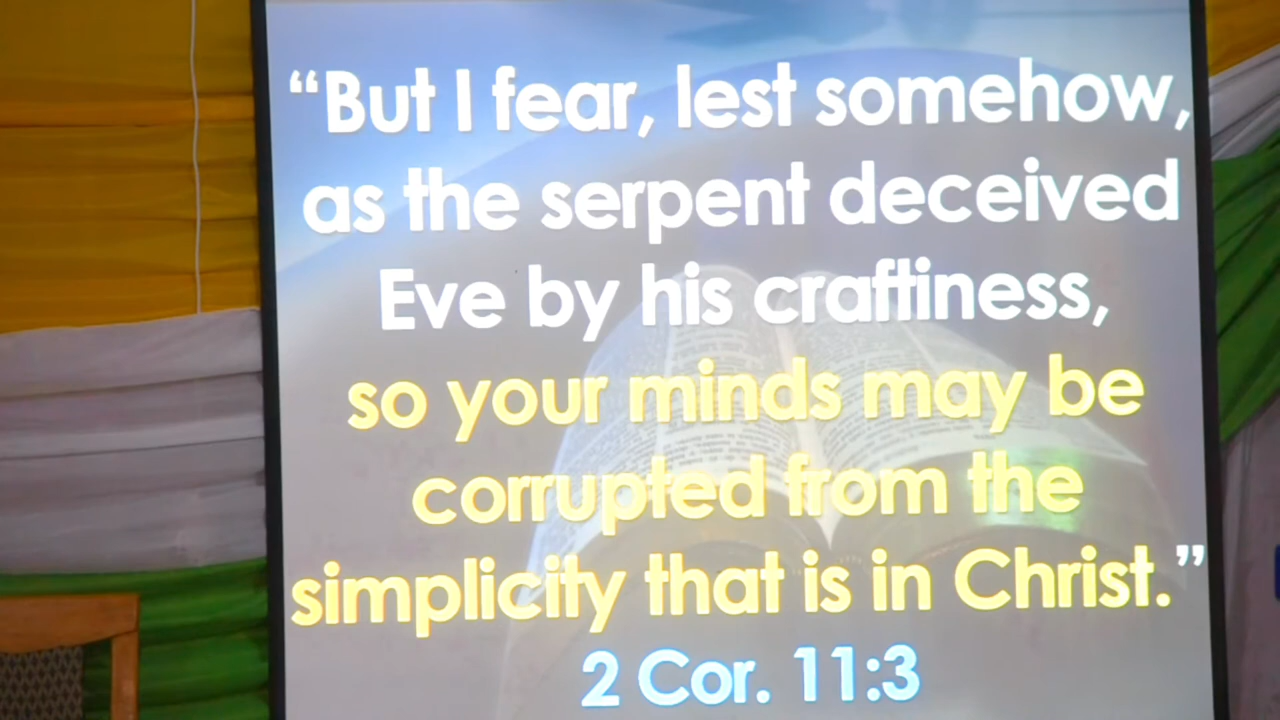 “But I fear, lest somehow,
as the serpent deceived
Eve by his craftiness,
so your minds may be
corrupted from the
simplicity that is in Christ.”
2 Cor. 11:3